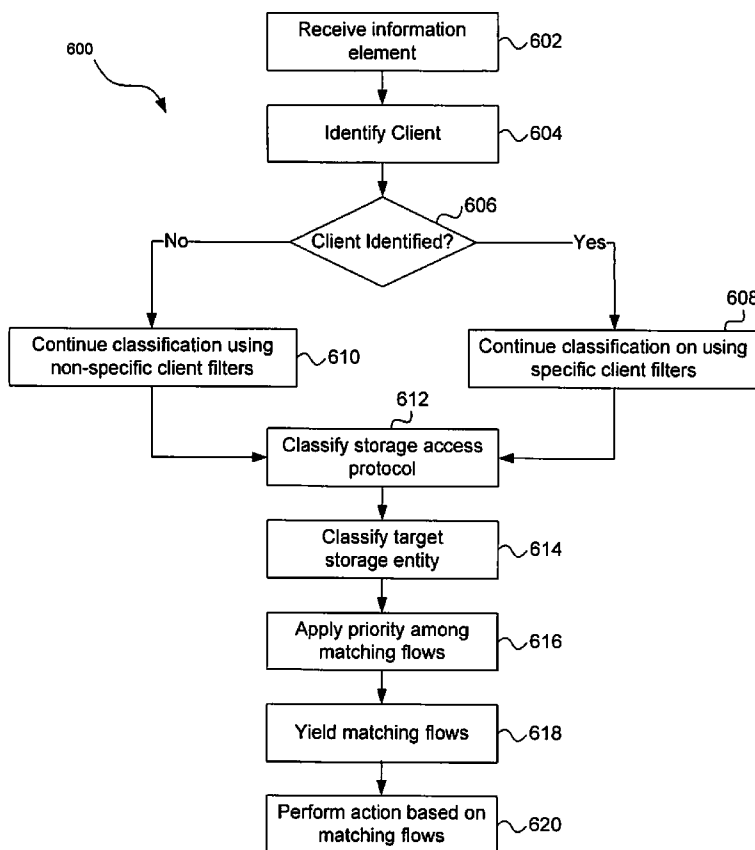 Receive information
element
602
600
Identify Client
604
606
Client Identified?
No
Yes
608
Continue classification using
non-specific client filters
610
Continue classification on using
specific client filters
612
Classify storage access
protocol
Classify target
storage entity
614
Apply priority among
matching flows
616
Yield matching flows
618
Perform action based on
matching flows
620